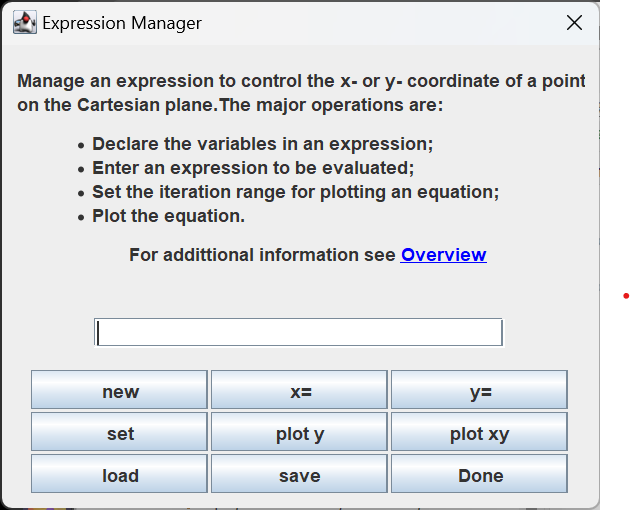 Expression Manager
Manage an expression to control the x- or y- coordinate of a point
on the Cartesian plane.The major operations are:
• Declare the variables in an expression;
• Enter an expression to be evaluated;
• Set the iteration range for plotting an equation;
• Plot the equation.
For addittional information see Overview
new x= y=
set plot y plot xy
load save Done